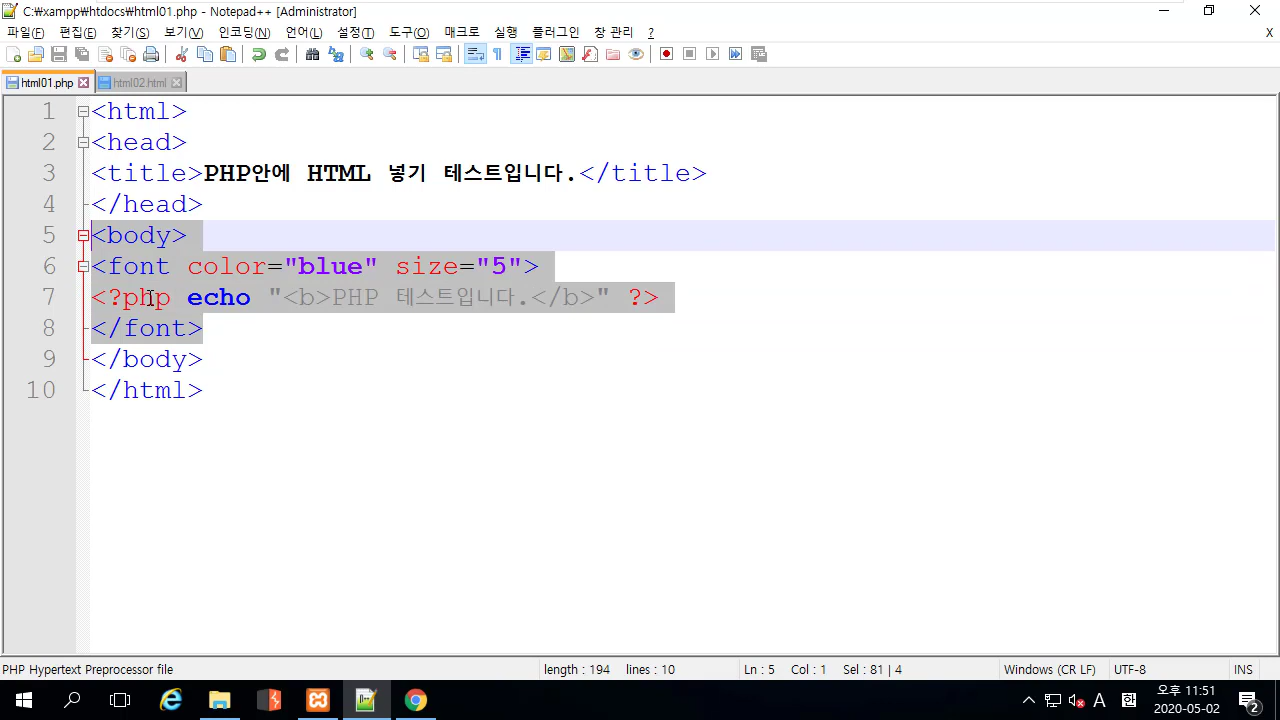 C:₩xampp₩htdocs₩html01.php - Notepad++ [Administrator]
파일(F) 편집(E) 찾기(S) 보기(V) 인코딩(N) 언어(L) 설정(T) 도구(O) 매크로 실행 플러그인 창 관리 ? X
html01.php html02.html
1 <html>
2 <head>
3 <title>PHP안에 HTML 넣기 테스트입니다.</title>
4 </head>
5 <body>
6 <font color="blue" size="5">
7 <?php echo "<b>PHP 테스트입니다.</b>" ?>
8 </font>
9 </body>
10 </html>
PHP Hypertext Preprocessor file length : 194 lines : 10 Ln : 5 Col : 1 Sel : 81 | 4 Windows (CR LF) UTF-8 INS
A 한 오후 11:51
2020-05-02 2